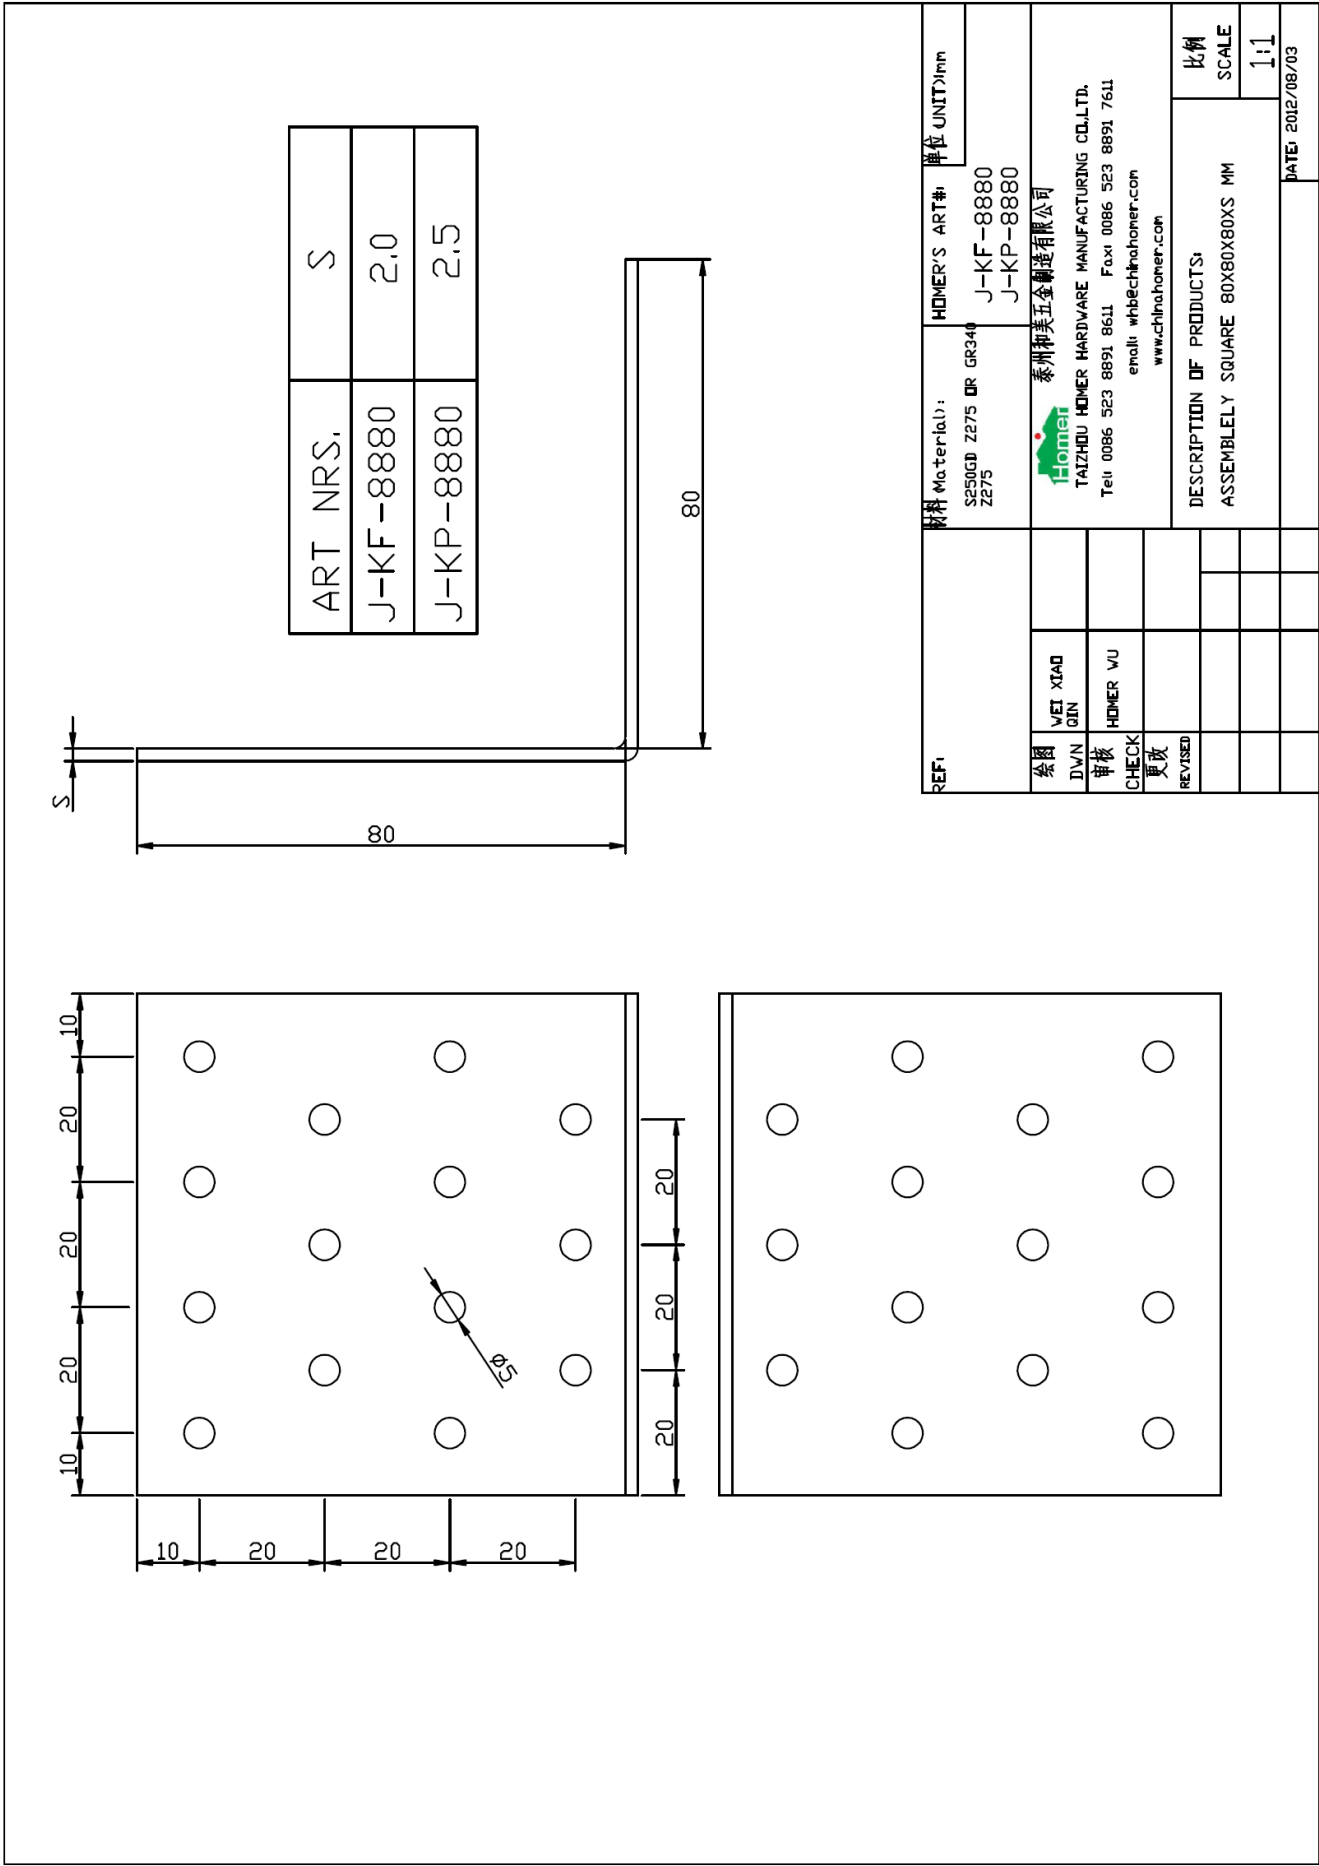 ART NRS.
S
J-KF-8880
2.0
J-KP-8880
2.5
S
80
80
10
20
20
20
10
10
20
20
20
20
20
20
Ø5
REF:
材料(Material):
S250GD Z275 OR GR340
Z275
HOMER'S ART#:
J-KF-8880
J-KP-8880
单位(UNIT):mm
绘图
DWN
WEI XIAO
QIN
审核
CHECK
HOMER WU
更改
REVISED
Homer
泰州和美五金制造有限公司
TAIZHOU HOMER HARDWARE MANUFACTURING CO.,LTD.
Tel: 0086 523 8891 8611 Fax: 0086 523 8891 7611
email: whb@chinahomer.com
www.chinahomer.com
DESCRIPTION OF PRODUCTS:
ASSEMBLELY SQUARE 80X80X80XS MM
比例
SCALE
1:1
DATE: 2012/08/03